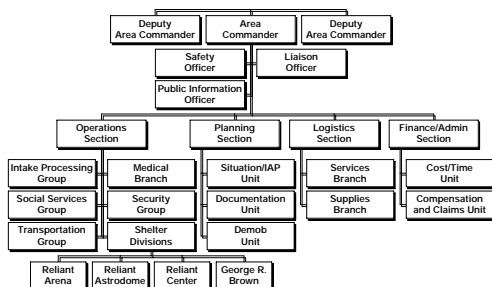 Deputy
Area Commander
Area
Commander
Deputy
Area Commander
Safety
Officer
Liaison
Officer
Public Information
Officer
Operations
Section
Planning
Section
Logistics
Section
Finance/Admin
Section
Intake Processing
Group
Medical
Branch
Situation/IAP
Unit
Services
Branch
Cost/Time
Unit
Social Services
Group
Security
Group
Documentation
Unit
Supplies
Branch
Compensation
and Claims Unit
Transportation
Group
Shelter
Divisions
Demob
Unit
Reliant
Arena
Reliant
Astrodome
Reliant
Center
George R.
Brown